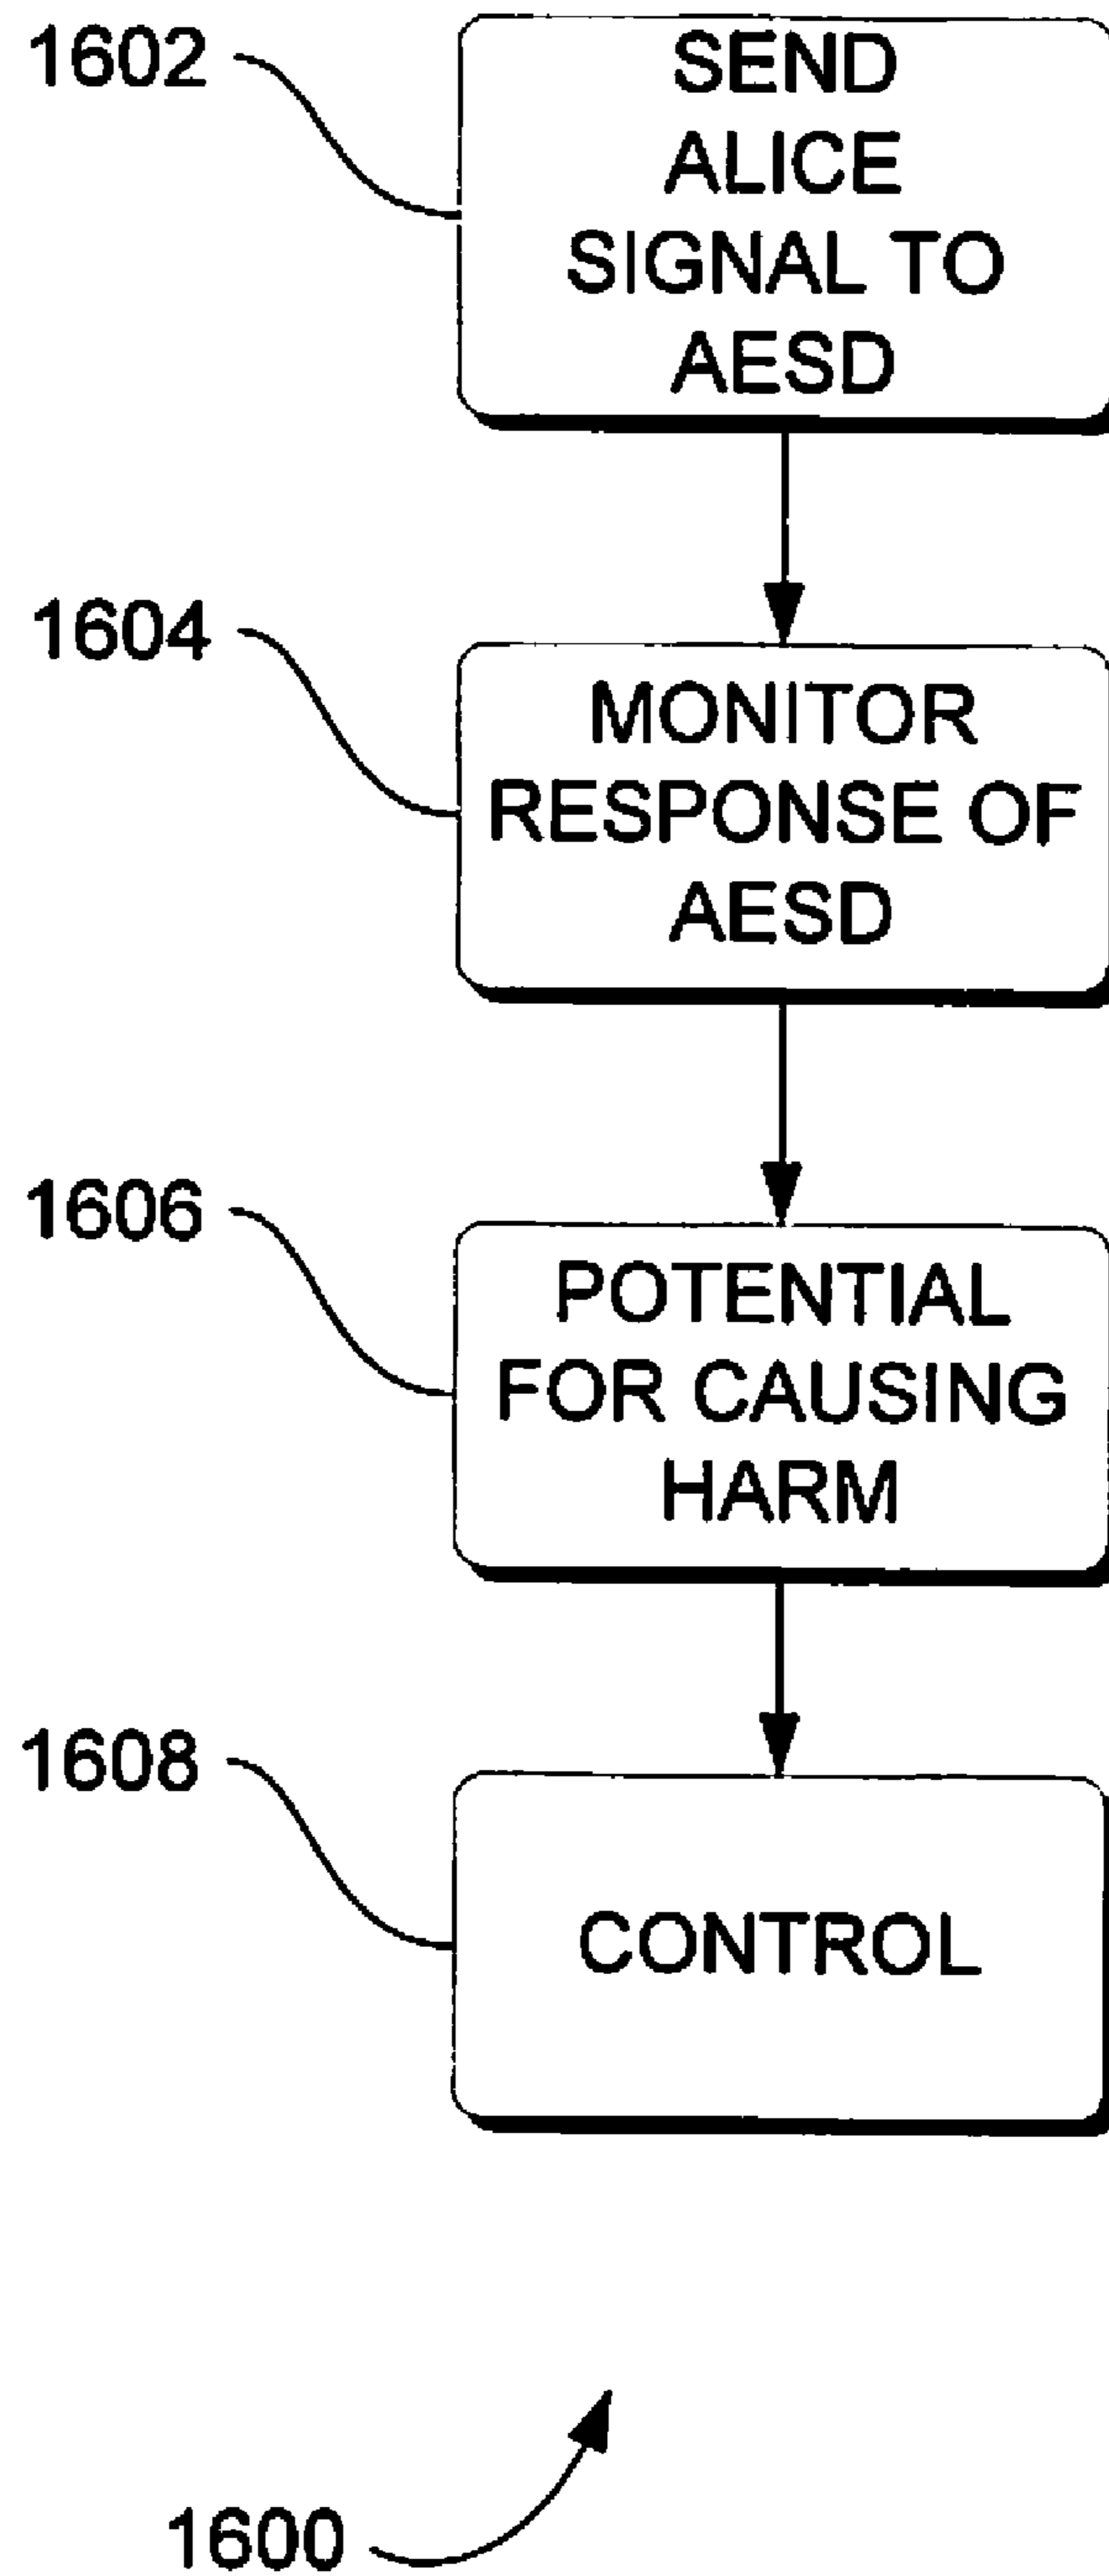 1602
SEND
ALICE
SIGNAL TO
AESD
1604
MONITOR
RESPONSE OF
AESD
1606
POTENTIAL
FOR CAUSING
HARM
1608
CONTROL
1600